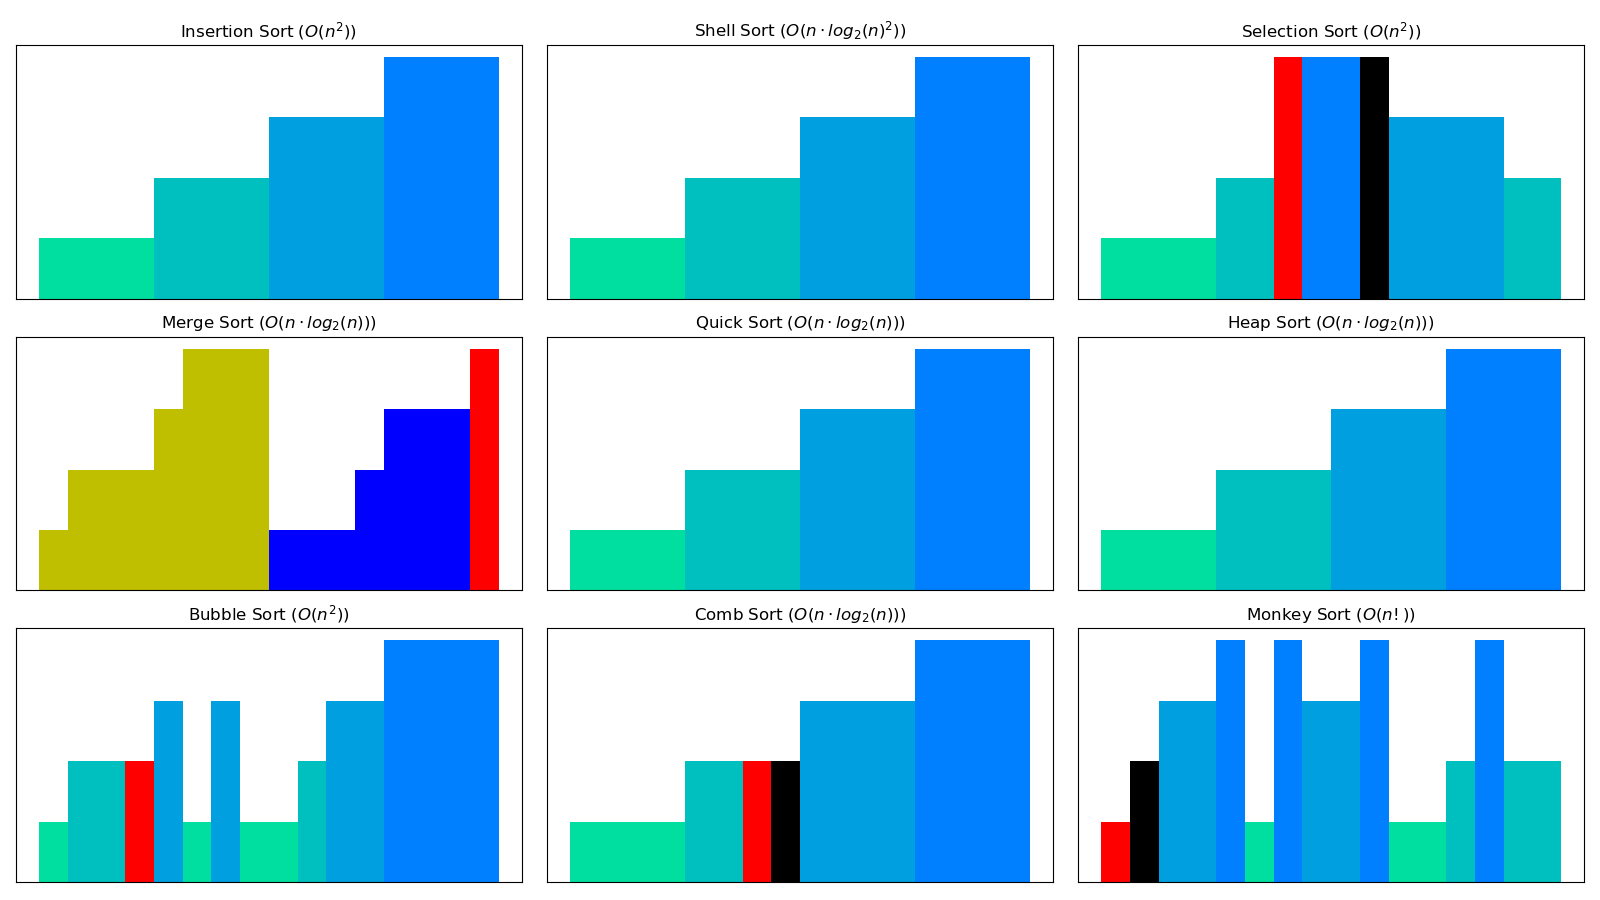 Insertion Sort (O(n²))
Shell Sort (O(n · log₂(n)²))
Selection Sort (O(n²))
Merge Sort (O(n · log₂(n)))
Quick Sort (O(n · log₂(n)))
Heap Sort (O(n · log₂(n)))
Bubble Sort (O(n²))
Comb Sort (O(n · log₂(n)))
Monkey Sort (O(n! ))